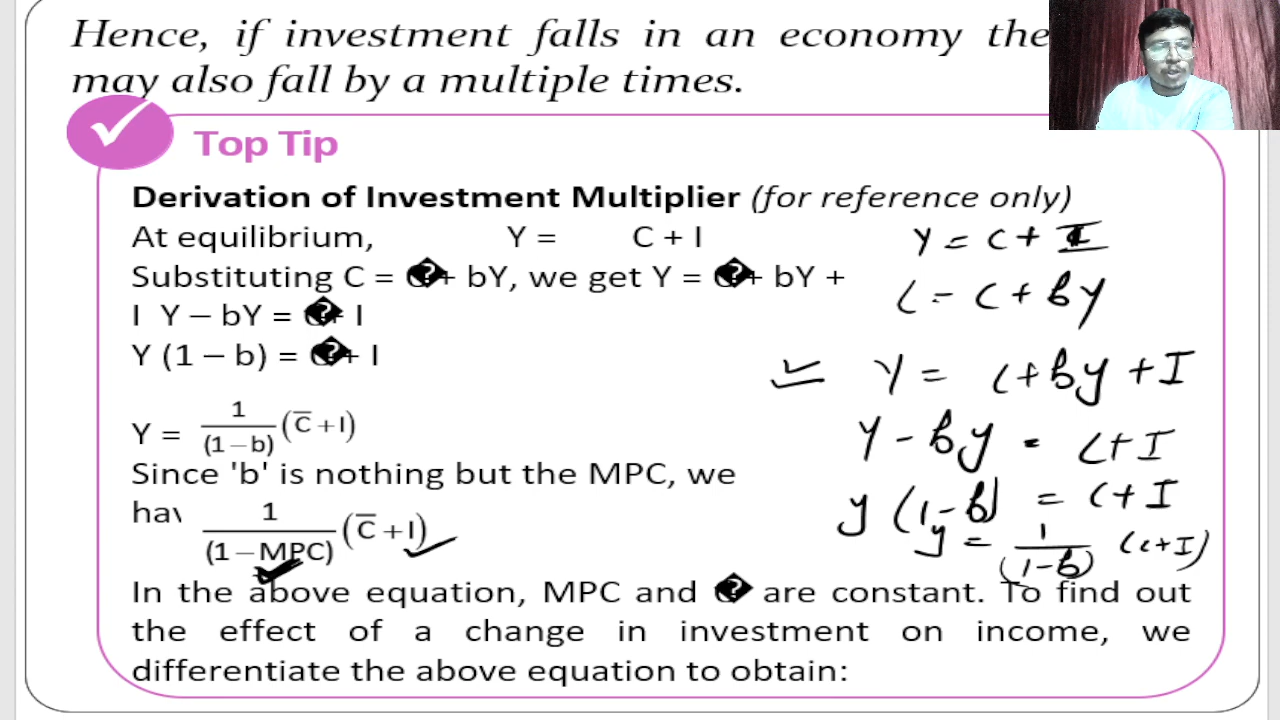 Hence, if investment falls in an economy the
may also fall by a multiple times.
Top Tip
Derivation of Investment Multiplier (for reference only)
At equilibrium, Y = C + I
Substituting C = �+ bY, we get Y = �+ bY +
I Y – bY = �+ I
Y (1 – b) = �+ I
Y = 1/(1–b) (C̅ + I)
Since 'b' is nothing but the MPC, we
hav
1/(1–MPC) (C̅ + I)
In the above equation, MPC and � are constant. To find out
the effect of a change in investment on income, we
differentiate the above equation to obtain:
Y = C + I
C = C + bY
Y = C + by + I
Y - by = C + I
y (1-b) = C + I
y = 1/(1-b) (C+I)